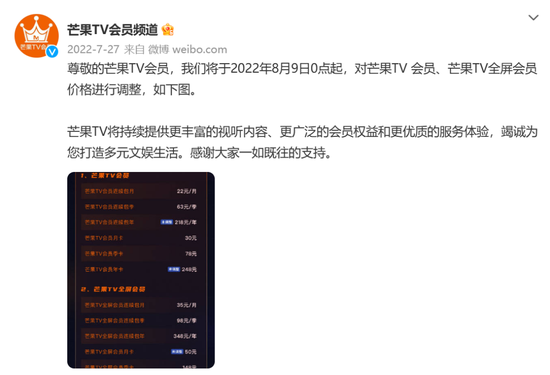 芒果TV会员频道
2022-7-27 来自 微博 weibo.com
尊敬的芒果TV会员，我们将于2022年8月9日0点起，对芒果TV 会员、芒果TV全屏会员
价格进行调整，如下图。
芒果TV将持续提供更丰富的视听内容、更广泛的会员权益和更优质的服务体验，竭诚为
您打造多元文娱生活。感谢大家一如既往的支持。
1、芒果TV会员
芒果TV会员连续包月 22元/月
芒果TV会员连续包季 63元/季
芒果TV会员连续包年 218元/年
芒果TV会员月卡 30元
芒果TV会员季卡 78元
芒果TV会员年卡 248元
2、芒果TV全屏会员
芒果TV全屏会员连续包月 35元/月
芒果TV全屏会员连续包季 98元/季
芒果TV全屏会员连续包年 348元/年
芒果TV全屏会员月卡 50元